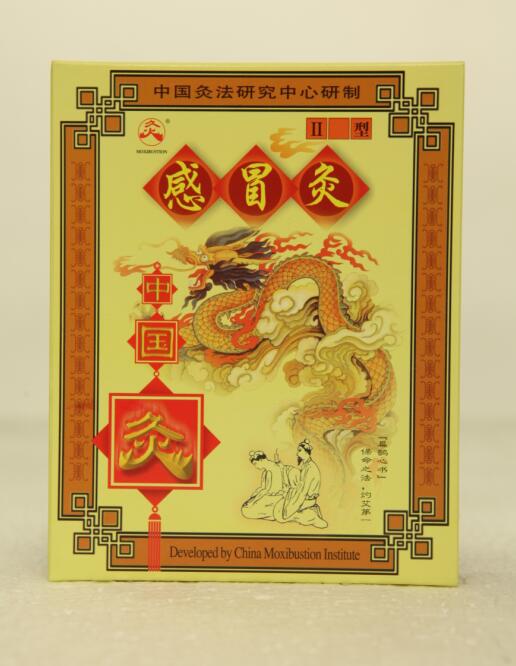 中国灸法研究中心研制
灸®
MOXIBUSTION
II 型
感冒灸
中国灸
『扁鹊心书』
保命之法·灼艾第一
Developed by China Moxibustion Institute